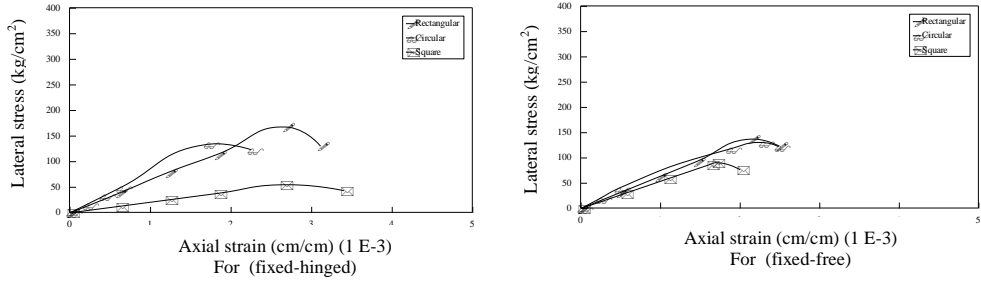 400
350
300
250
200
150
100
50
0
Lateral stress (kg/cm²)
Rectangular
Circular
Square
0 1 2 3 4 5
Axial strain (cm/cm) (1 E-3)
For (fixed-hinged)
400
350
300
250
200
150
100
50
0
Lateral stress (kg/cm²)
Rectangular
Circular
Square
0 5
Axial strain (cm/cm) (1 E-3)
For (fixed-free)